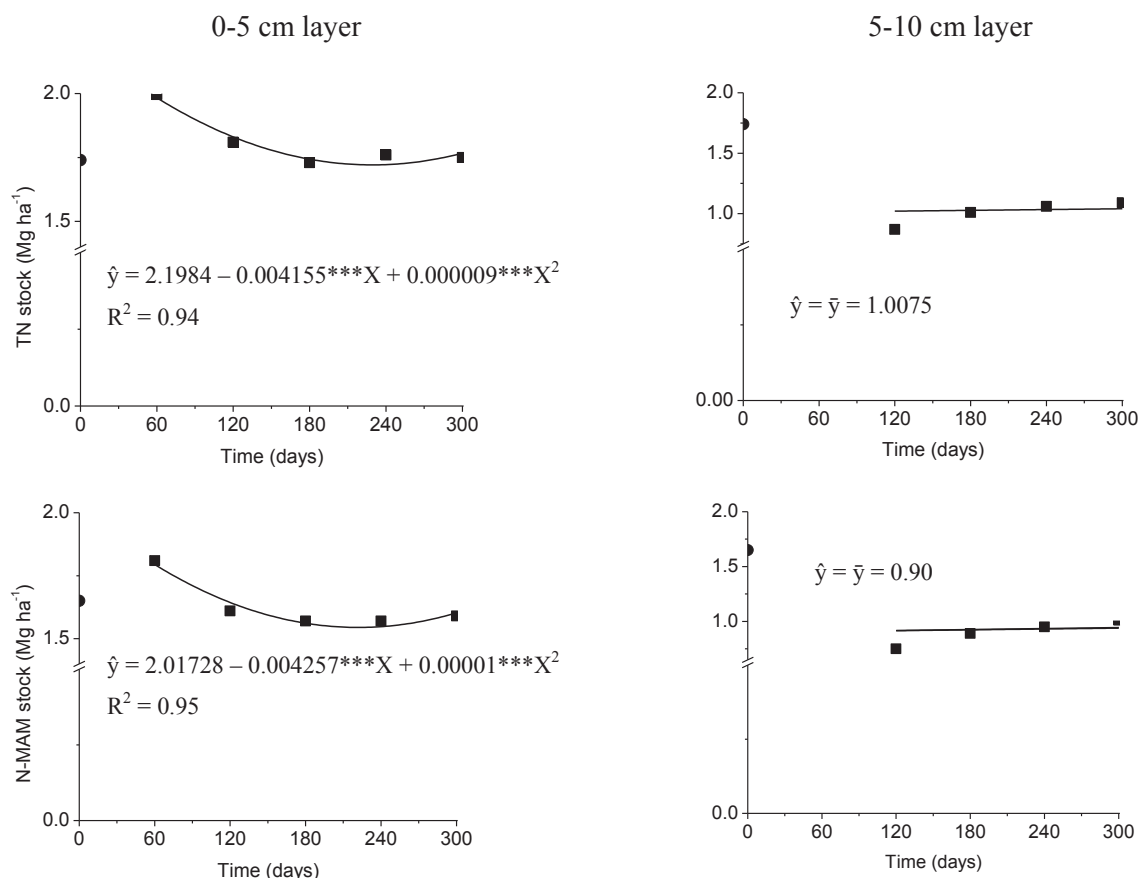 0-5 cm layer
5-10 cm layer
TN stock (Mg ha⁻¹)
2.0
1.5
0.0
ŷ = 2.1984 – 0.004155***X + 0.000009***X²
R² = 0.94
0 60 120 180 240 300
Time (days)
2.0
1.5
1.0
0.00
ŷ = ȳ = 1.0075
0 60 120 180 240 300
Time (days)
N-MAM stock (Mg ha⁻¹)
2.0
1.5
0.0
ŷ = 2.01728 – 0.004257***X + 0.00001***X²
R² = 0.95
0 60 120 180 240 300
Time (days)
2.0
1.5
1.0
0.0
ŷ = ȳ = 0.90
0 60 120 180 240 300
Time (days)